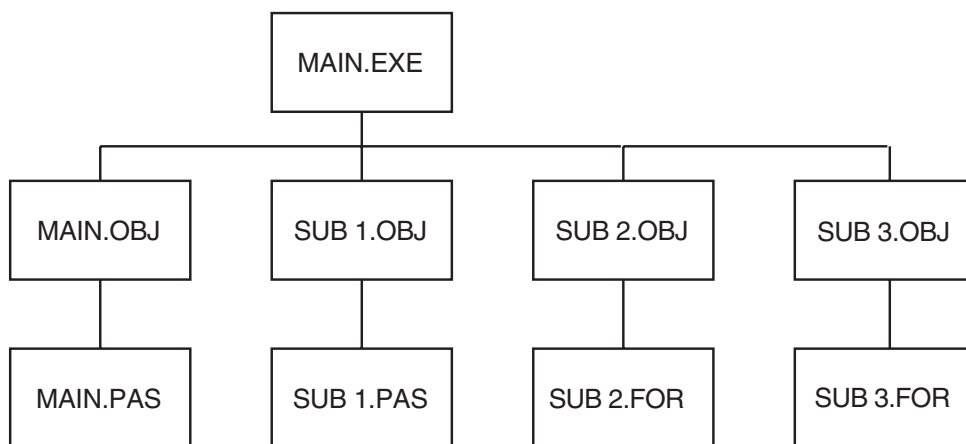 MAIN.EXE
MAIN.OBJ
SUB 1.OBJ
SUB 2.OBJ
SUB 3.OBJ
MAIN.PAS
SUB 1.PAS
SUB 2.FOR
SUB 3.FOR